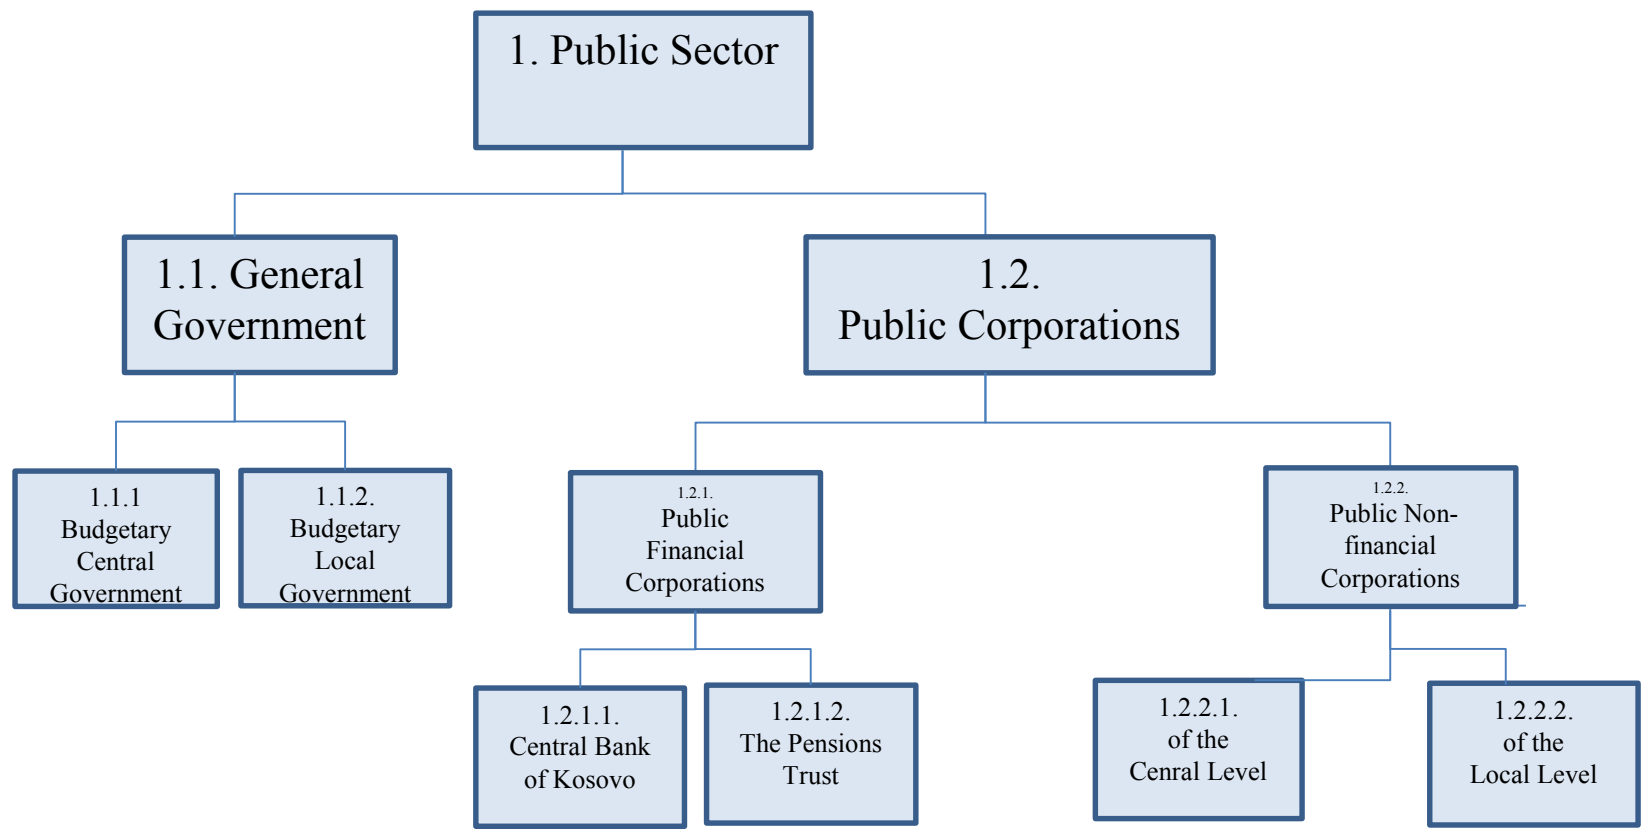 1. Public Sector
1.1. General
Government
1.2.
Public Corporations
1.1.1
Budgetary
Central
Government
1.1.2.
Budgetary
Local
Government
1.2.1.
Public
Financial
Corporations
1.2.2.
Public Non-
financial
Corporations
1.2.1.1.
Central Bank
of Kosovo
1.2.1.2.
The Pensions
Trust
1.2.2.1.
of the
Cenral Level
1.2.2.2.
of the
Local Level